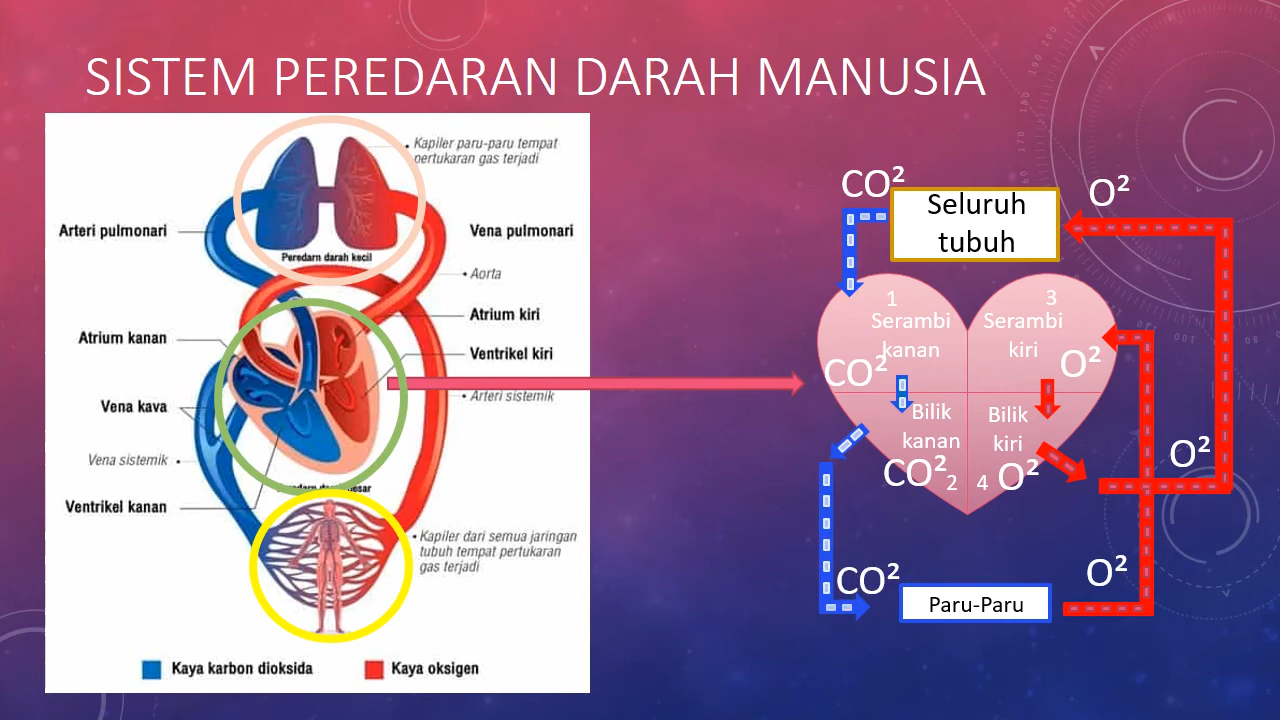 SISTEM PEREDARAN DARAH MANUSIA
• Kapiler paru-paru tempat
pertukaran gas terjadi
Arteri pulmonari
Vena pulmonari
Peredarn darah kecil
• Aorta
Atrium kiri
Atrium kanan
Ventrikel kiri
• Arteri sistemik
Vena kava
Vena sistemik •
Ventrikel kanan
• Kapiler dari semua jaringan
tubuh tempat pertukaran
gas terjadi
Kaya karbon dioksida
Kaya oksigen
CO²
Seluruh
tubuh
O²
1
Serambi
kanan
3
Serambi
kiri
CO²
O²
Bilik
kanan
Bilik
kiri
CO²
2
4
O²
O²
CO²
Paru-Paru
O²